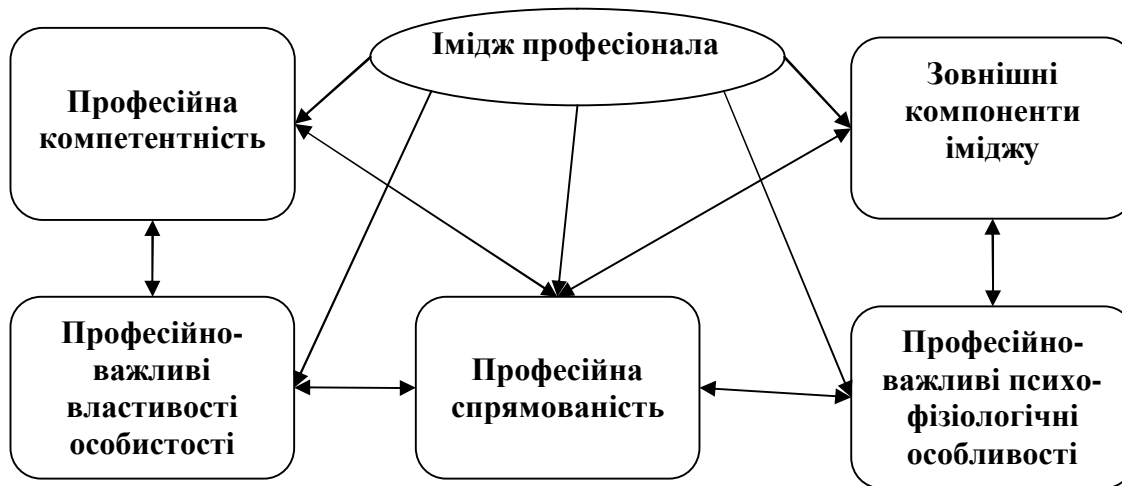 Імідж професіонала
Професійна
компетентність
Зовнішні
компоненти
іміджу
Професійно-
важливі
властивості
особистості
Професійна
спрямованість
Професійно-
важливі психо-
фізіологічні
особливості